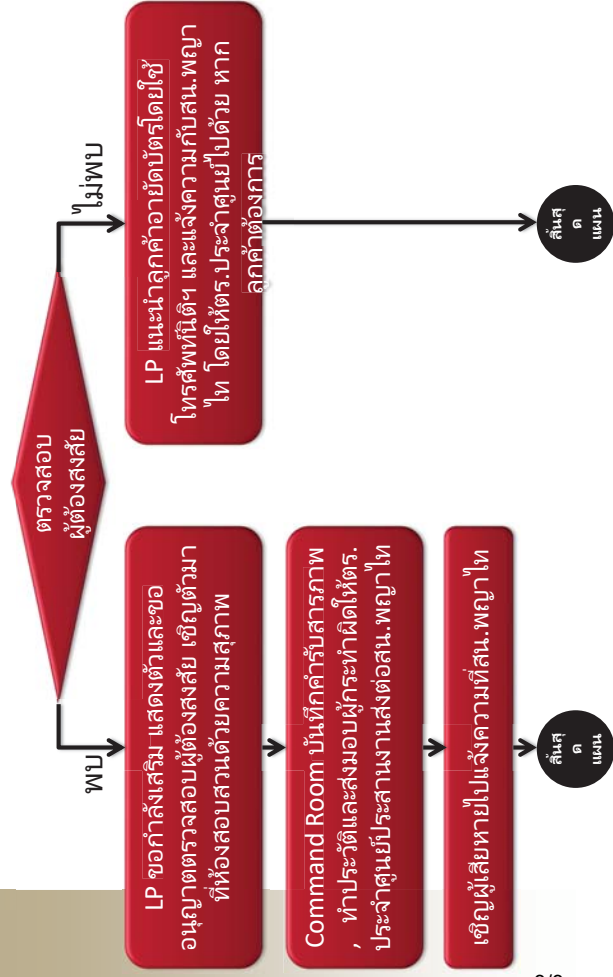 ตรวจสอบ
ผู้ต้องสงสัย
พบ
ไม่พบ
LP ขอกำลังเสริม แสดงตัวและขอ
อนุญาตตรวจสอบผู้ต้องสงสัย เชิญตัวมา
ที่ห้องสอบสวนด้วยความสุภาพ
Command Room บันทึกคำรับสารภาพ
, ทำประวัติและส่งมอบผู้กระทำผิดให้ตร.
ประจำศูนย์ประสานงานส่งต่อสน.พญาไท
เชิญผู้เสียหายไปแจ้งความที่สน.พญาไท
สิ้นสุ
ด
แผน
LP แนะนำลูกค้าอายัดบัตรโดยใช้
โทรศัพท์นิติฯ และแจ้งความกับสน.พญา
ไท โดยให้ตร.ประจำศูนย์ไปด้วย หาก
ลูกค้าต้องการ
สิ้นสุ
ด
แผน